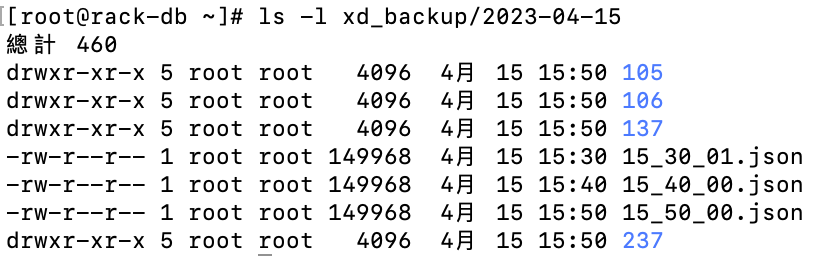 [[root@rack-db ~]# ls -l xd_backup/2023-04-15
總計 460
drwxr-xr-x 5 root root   4096  4月  15 15:50 105
drwxr-xr-x 5 root root   4096  4月  15 15:50 106
drwxr-xr-x 5 root root   4096  4月  15 15:50 137
-rw-r--r-- 1 root root 149968  4月  15 15:30 15_30_01.json
-rw-r--r-- 1 root root 149968  4月  15 15:40 15_40_00.json
-rw-r--r-- 1 root root 149968  4月  15 15:50 15_50_00.json
drwxr-xr-x 5 root root   4096  4月  15 15:50 237